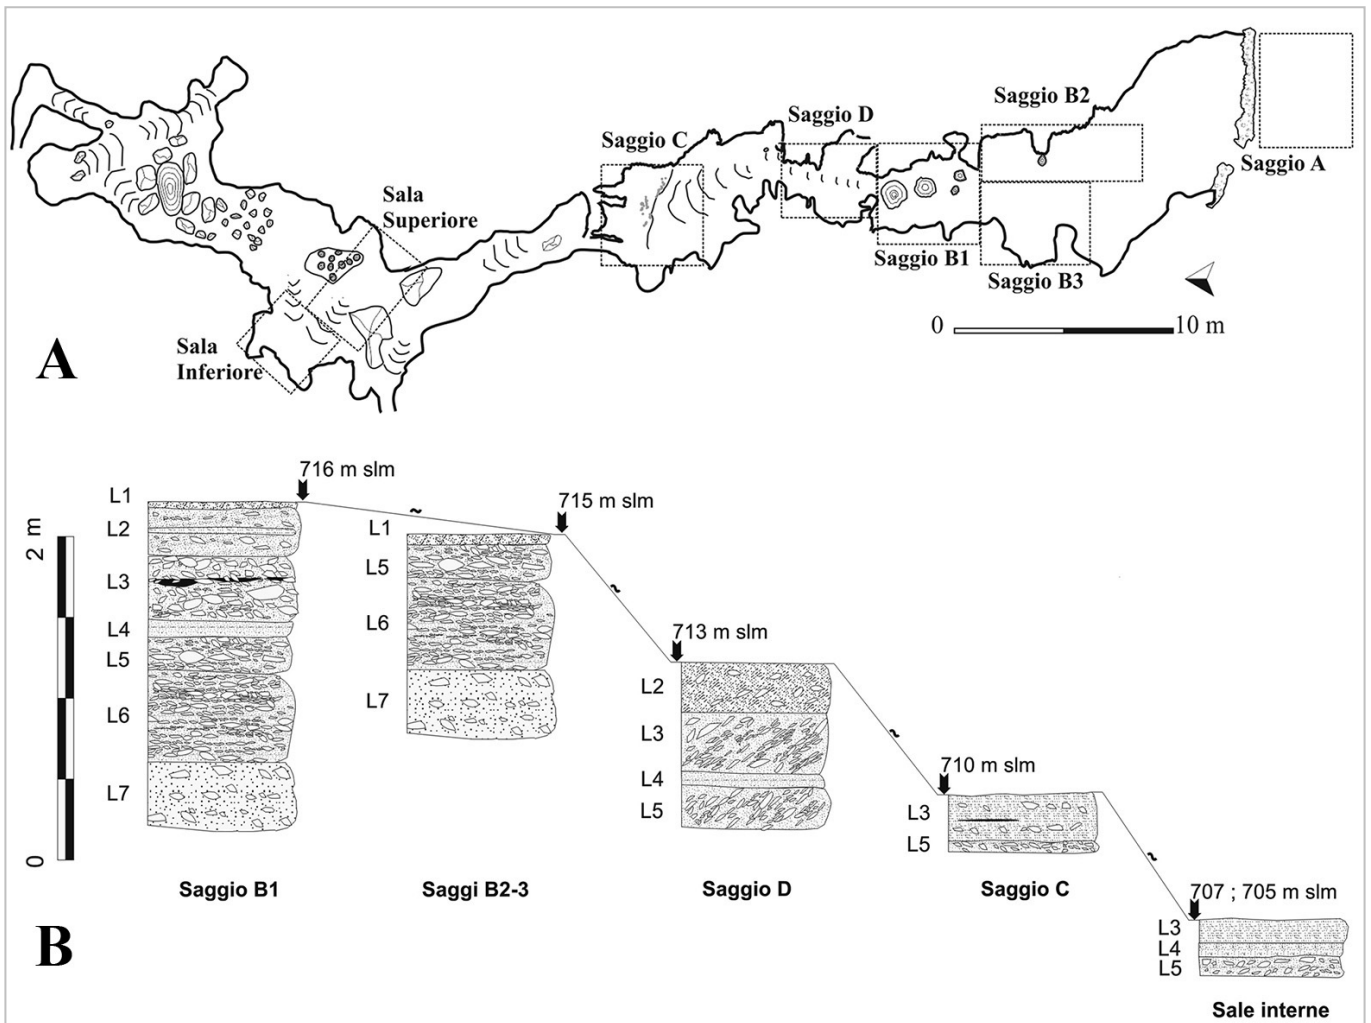 Saggio B2
Saggio D
Saggio C
Saggio A
Sala
Superiore
Saggio B1
Saggio B3
0 10 m
Sala
Inferiore
A
716 m slm
715 m slm
713 m slm
710 m slm
707 ; 705 m slm
2 m
0
L1
L2
L3
L4
L5
L6
L7
L1
L5
L6
L7
L2
L3
L4
L5
L3
L5
L3
L4
L5
Saggio B1
Saggi B2-3
Saggio D
Saggio C
Sale interne
B